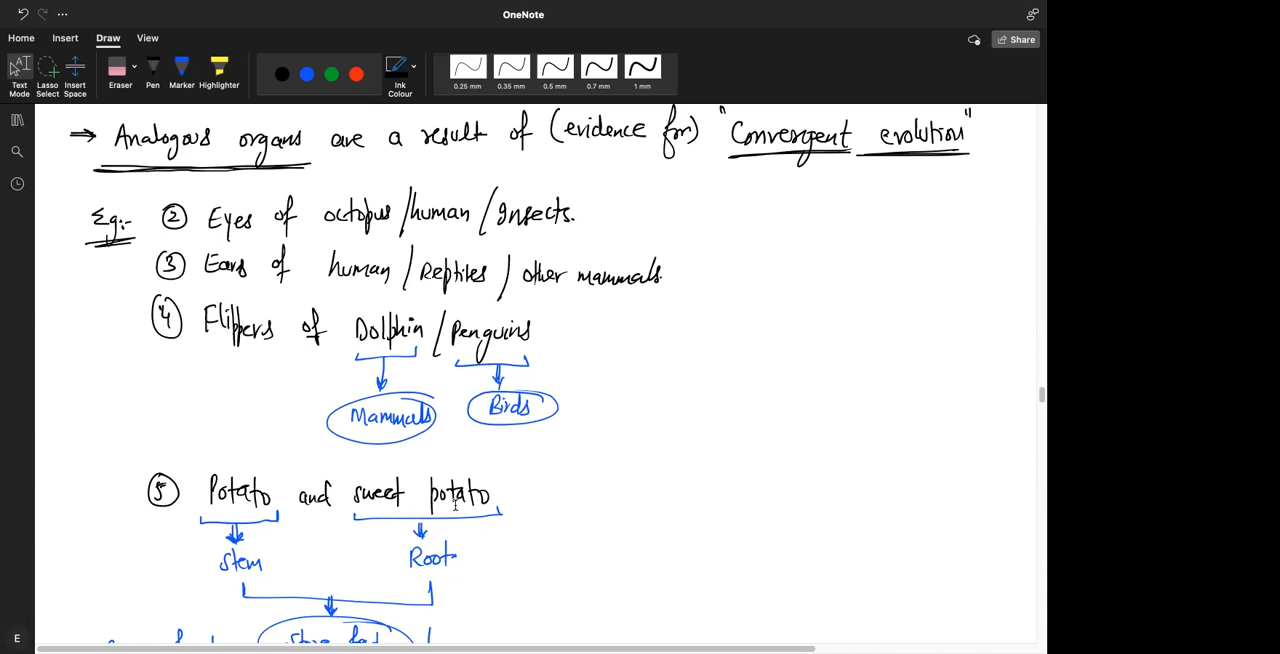 OneNote
Home Insert Draw View
Share
Text Mode Lasso Select Insert Space Eraser Pen Marker Highlighter Ink Colour 0.25 mm 0.35 mm 0.5 mm 0.7 mm 1 mm
→ Analogous organs are a result of (evidence for) "Convergent evolution"
Eg:- ② Eyes of octopus/human/Insects.
③ Ears of human/Reptiles/other mammals.
④ Flippers of Dolphin/Penguins
Mammals Birds
⑤ Potato and sweet potato
Stem Root
E